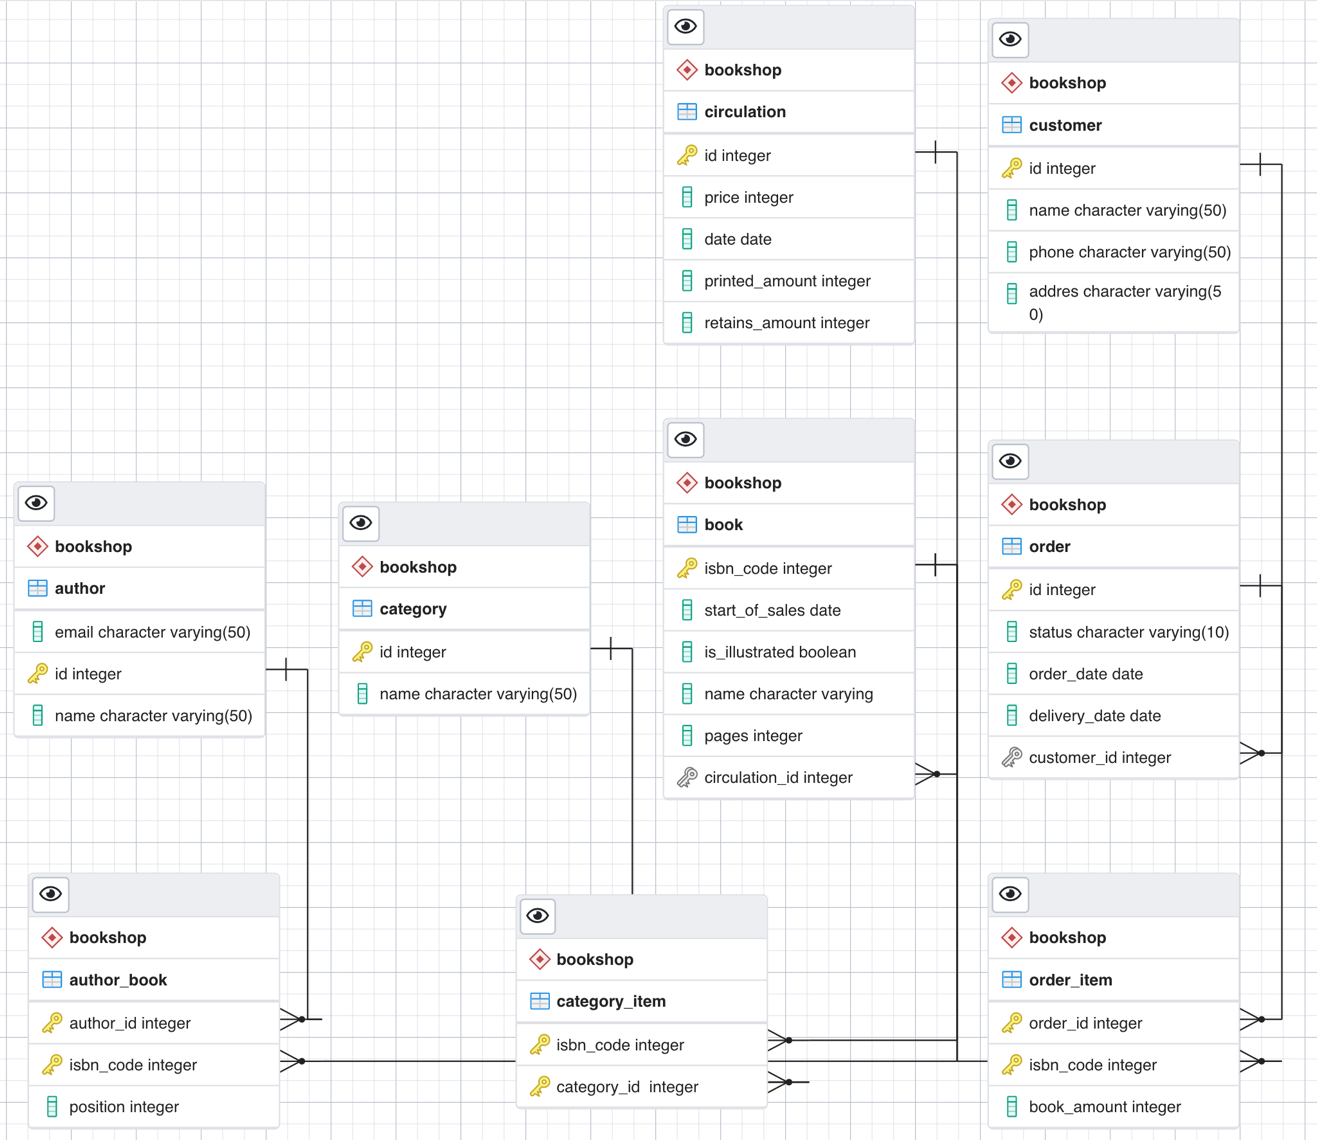 bookshop
circulation
id integer
price integer
date date
printed_amount integer
retains_amount integer
bookshop
customer
id integer
name character varying(50)
phone character varying(50)
addres character varying(5
0)
bookshop
author
email character varying(50)
id integer
name character varying(50)
bookshop
category
id integer
name character varying(50)
bookshop
book
isbn_code integer
start_of_sales date
is_illustrated boolean
name character varying
pages integer
circulation_id integer
bookshop
order
id integer
status character varying(10)
order_date date
delivery_date date
customer_id integer
bookshop
author_book
author_id integer
isbn_code integer
position integer
bookshop
category_item
isbn_code integer
category_id  integer
bookshop
order_item
order_id integer
isbn_code integer
book_amount integer